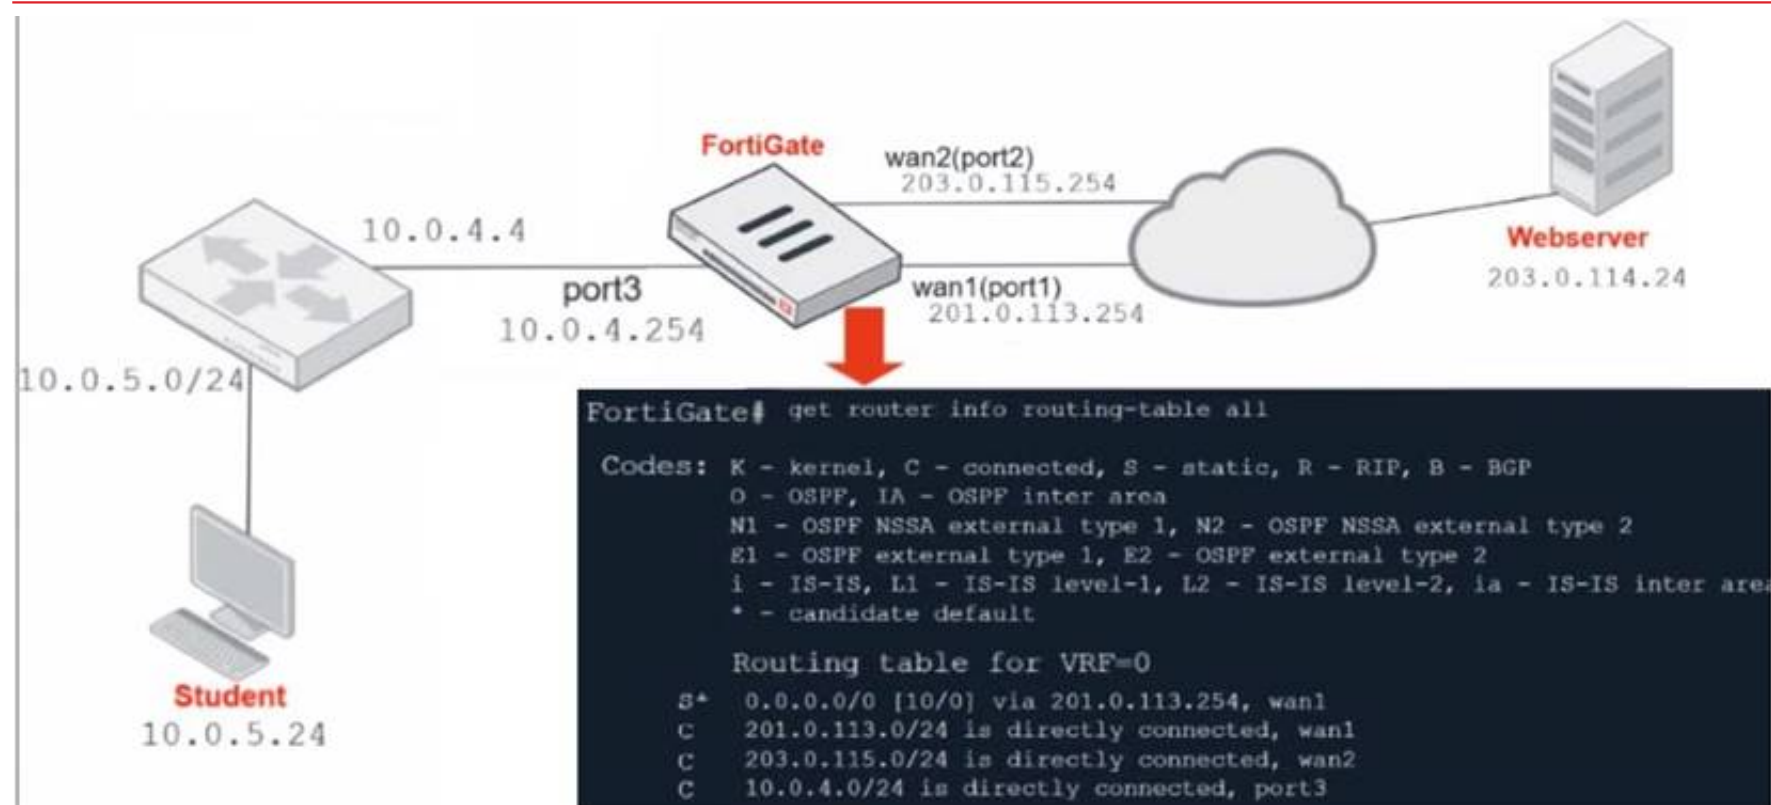 FortiGate
wan2(port2)
203.0.115.254
10.0.4.4
Webserver
203.0.114.24
port3
10.0.4.254
wan1(port1)
201.0.113.254
10.0.5.0/24
Student
10.0.5.24
FortiGate# get router info routing-table all
Codes: K - kernel, C - connected, S - static, R - RIP, B - BGP
O - OSPF, IA - OSPF inter area
N1 - OSPF NSSA external type 1, N2 - OSPF NSSA external type 2
E1 - OSPF external type 1, E2 - OSPF external type 2
i - IS-IS, L1 - IS-IS level-1, L2 - IS-IS level-2, ia - IS-IS inter area
* - candidate default
Routing table for VRF=0
S* 0.0.0.0/0 [10/0] via 201.0.113.254, wan1
C 201.0.113.0/24 is directly connected, wan1
C 203.0.115.0/24 is directly connected, wan2
C 10.0.4.0/24 is directly connected, port3